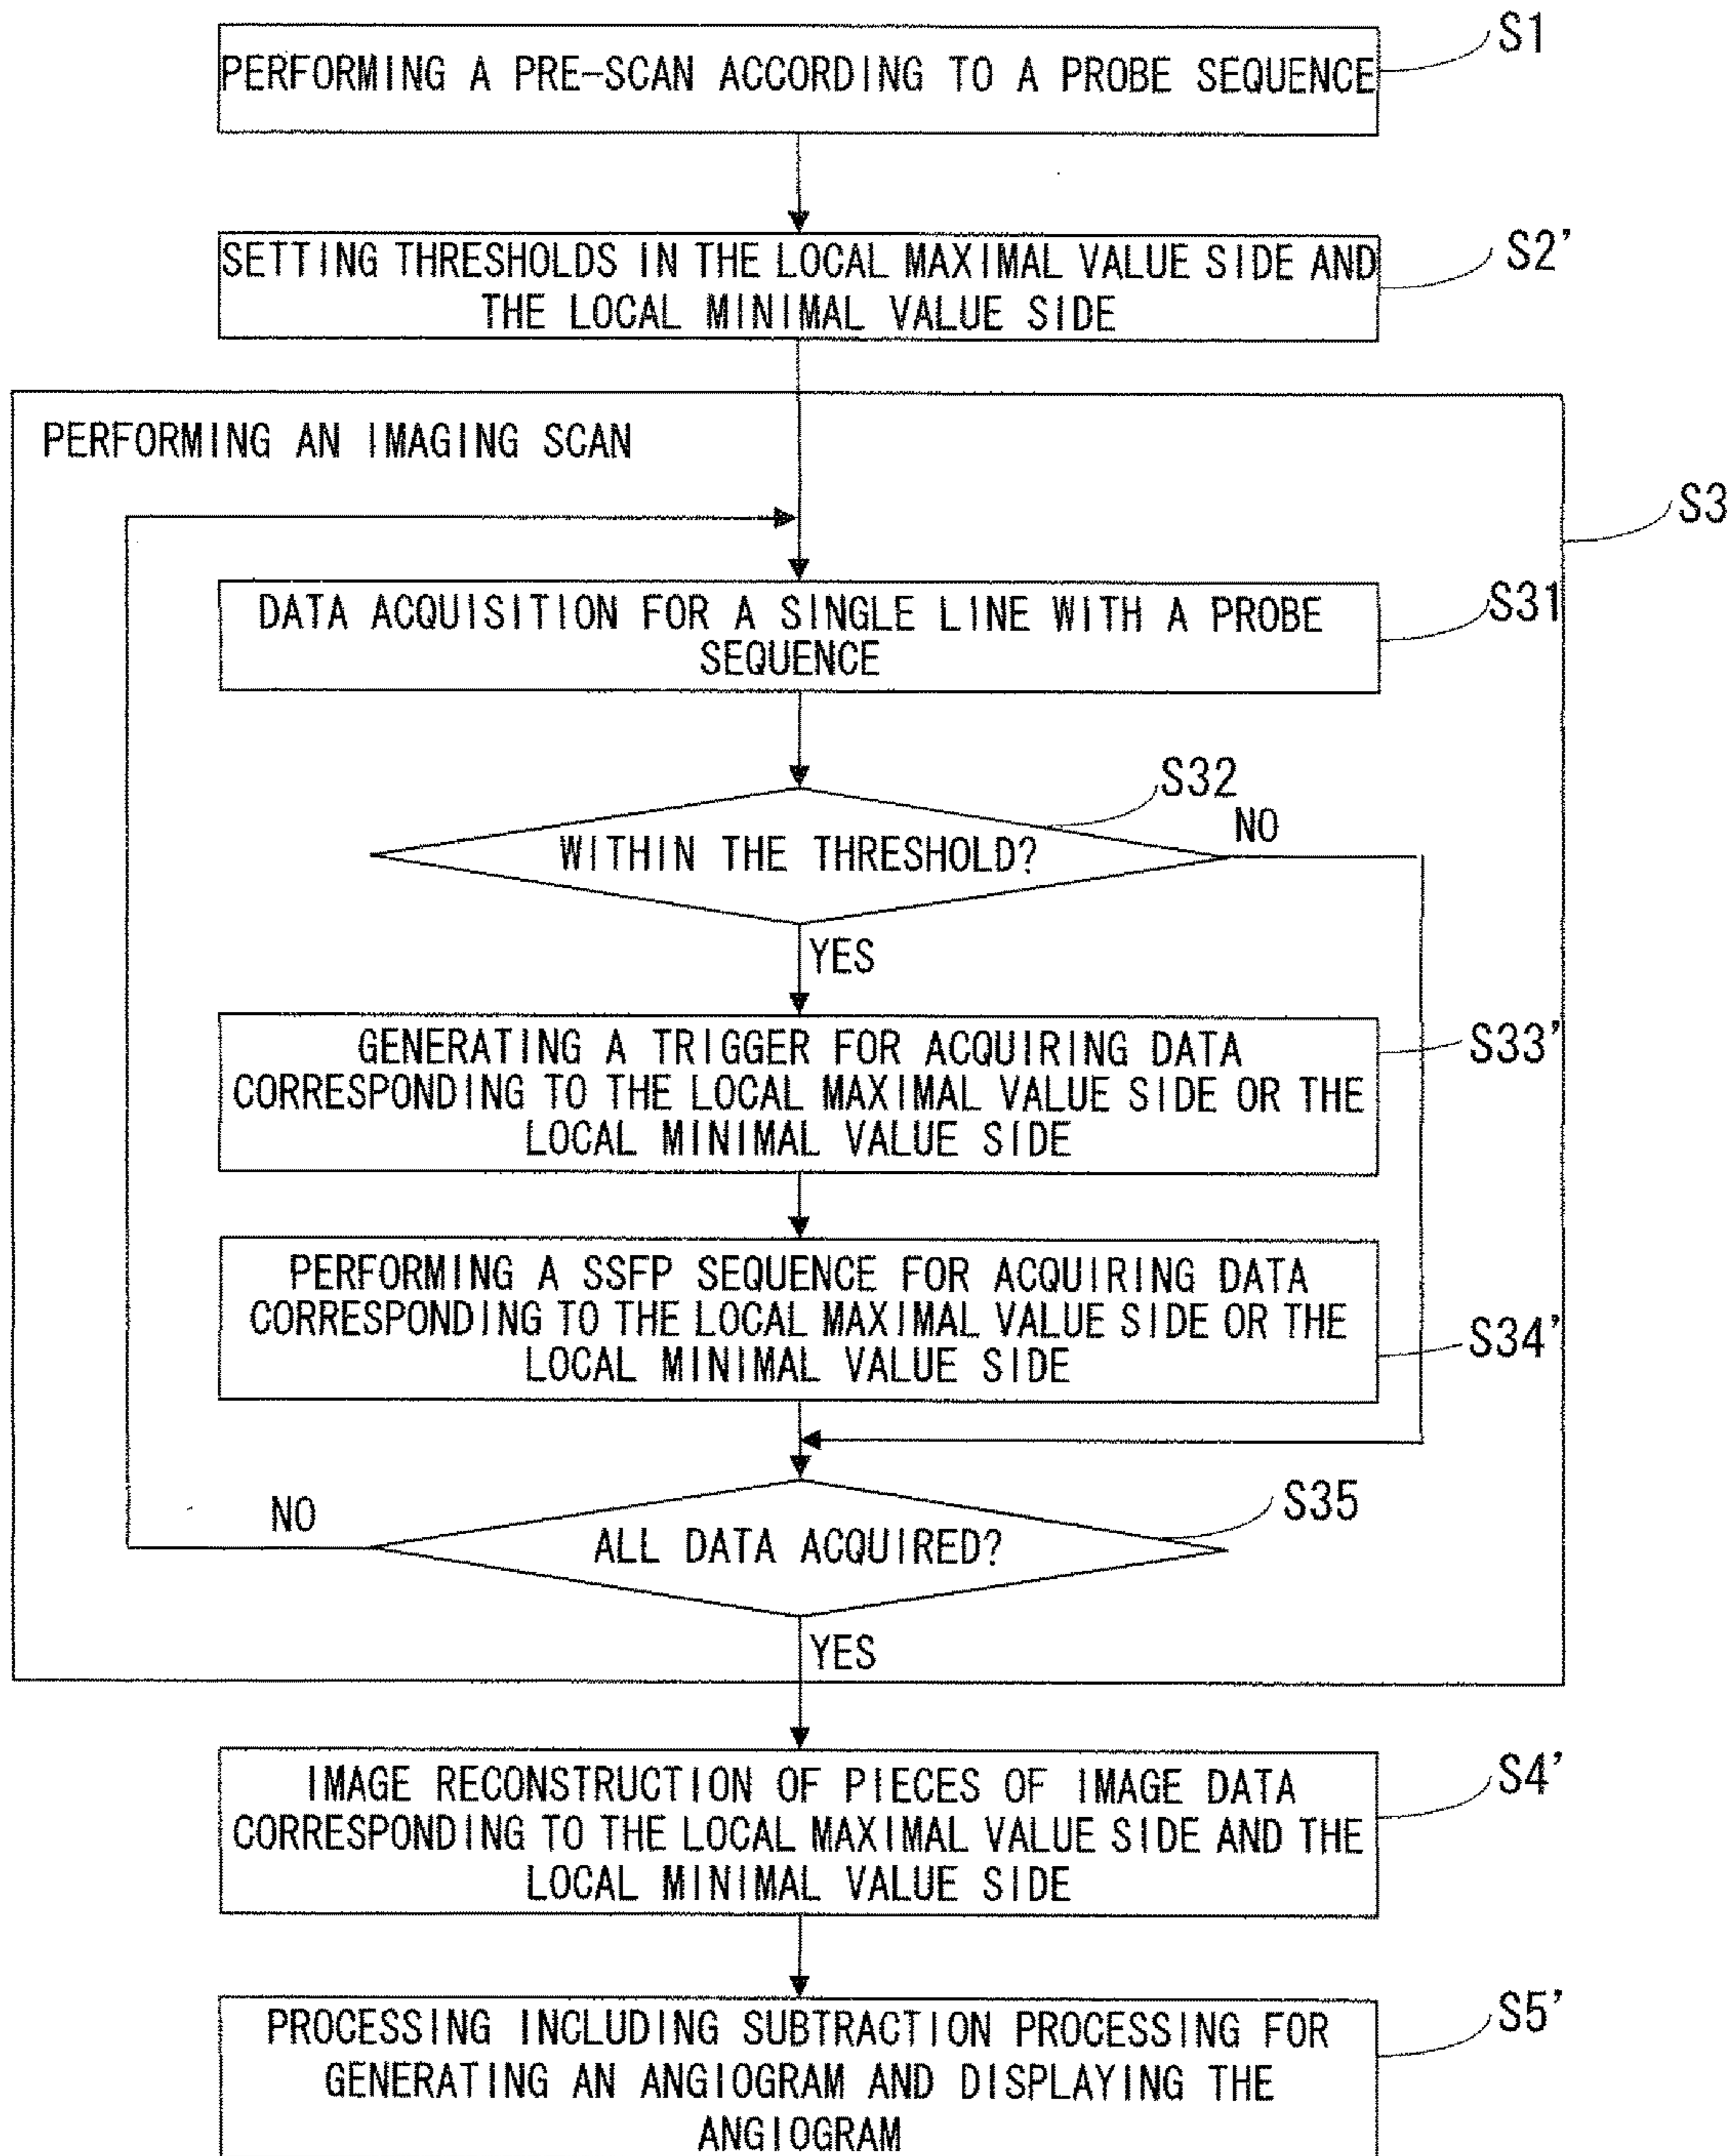 S1
PERFORMING A PRE-SCAN ACCORDING TO A PROBE SEQUENCE
S2'
SETTING THRESHOLDS IN THE LOCAL MAXIMAL VALUE SIDE AND
THE LOCAL MINIMAL VALUE SIDE
PERFORMING AN IMAGING SCAN
S3
S31
DATA ACQUISITION FOR A SINGLE LINE WITH A PROBE
SEQUENCE
S32
WITHIN THE THRESHOLD?
NO
YES
S33'
GENERATING A TRIGGER FOR ACQUIRING DATA
CORRESPONDING TO THE LOCAL MAXIMAL VALUE SIDE OR THE
LOCAL MINIMAL VALUE SIDE
S34'
PERFORMING A SSFP SEQUENCE FOR ACQUIRING DATA
CORRESPONDING TO THE LOCAL MAXIMAL VALUE SIDE OR THE
LOCAL MINIMAL VALUE SIDE
S35
NO
ALL DATA ACQUIRED?
YES
S4'
IMAGE RECONSTRUCTION OF PIECES OF IMAGE DATA
CORRESPONDING TO THE LOCAL MAXIMAL VALUE SIDE AND THE
LOCAL MINIMAL VALUE SIDE
S5'
PROCESSING INCLUDING SUBTRACTION PROCESSING FOR
GENERATING AN ANGIOGRAM AND DISPLAYING THE
ANGIOGRAM